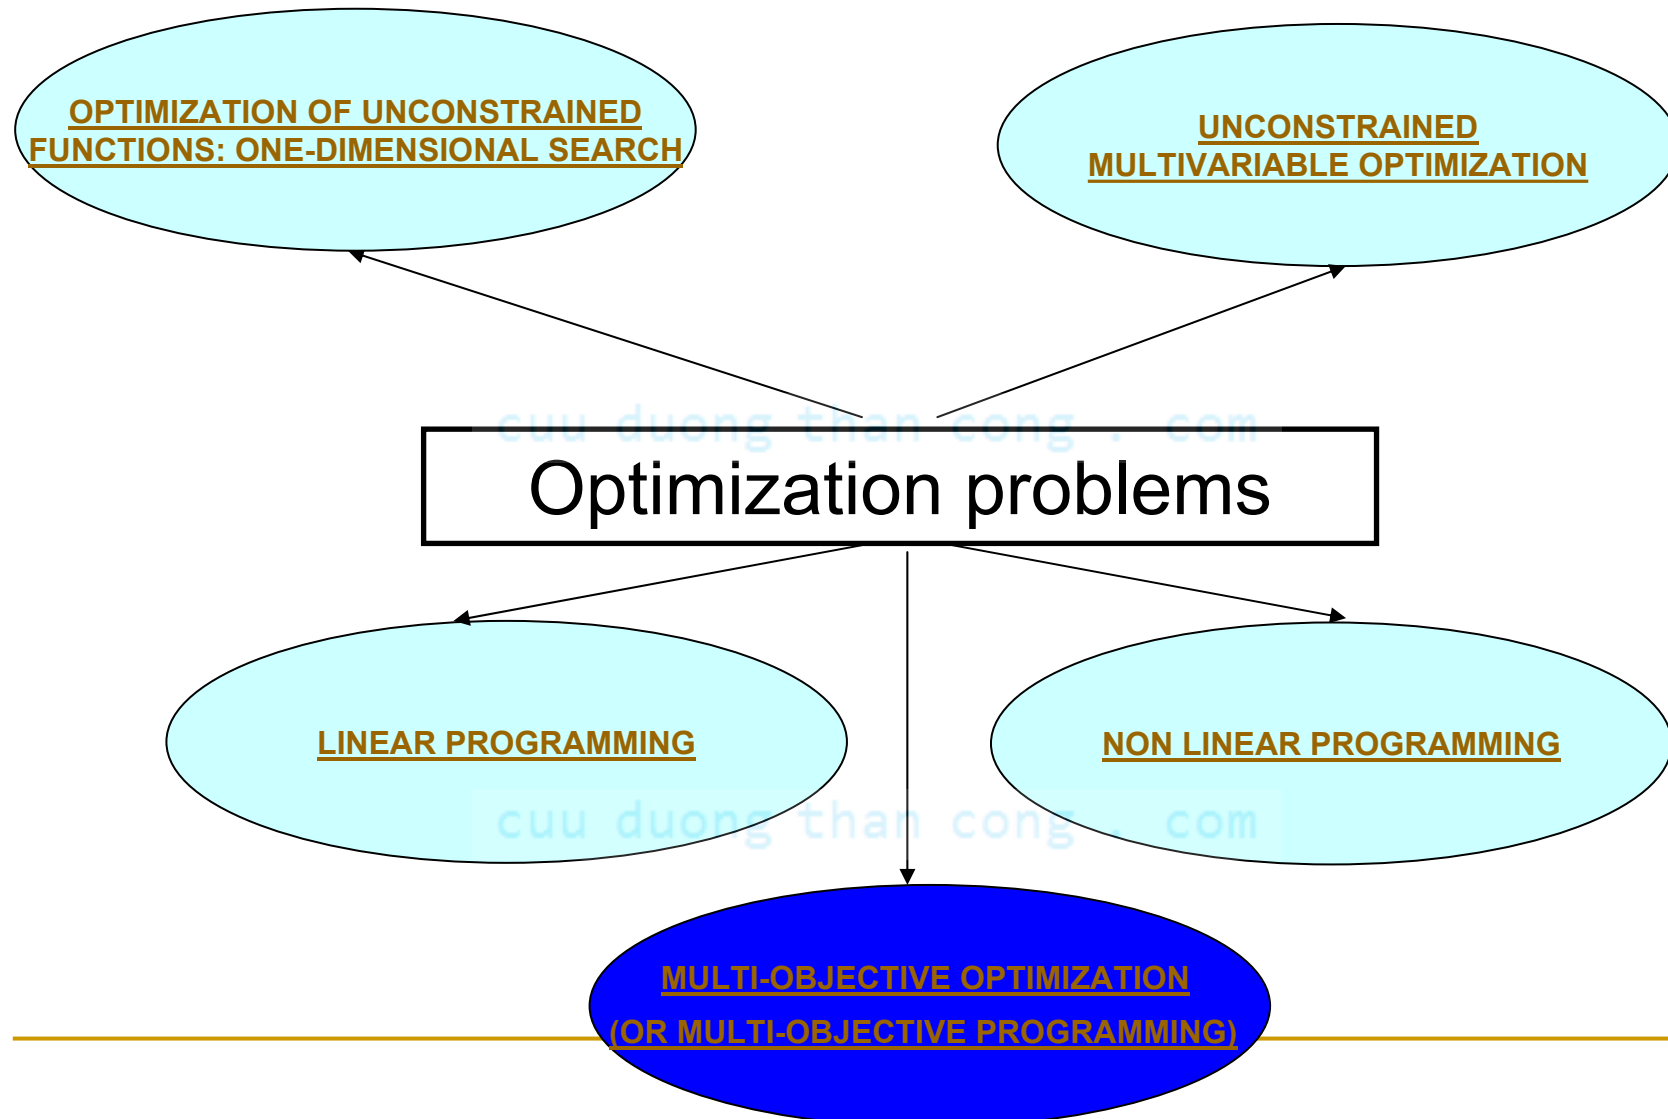 OPTIMIZATION OF UNCONSTRAINED
FUNCTIONS: ONE-DIMENSIONAL SEARCH
UNCONSTRAINED
MULTIVARIABLE OPTIMIZATION
cuu duong than cong . com
Optimization problems
LINEAR PROGRAMMING
NON LINEAR PROGRAMMING
cuu duong than cong . com
MULTI-OBJECTIVE OPTIMIZATION
(OR MULTI-OBJECTIVE PROGRAMMING)